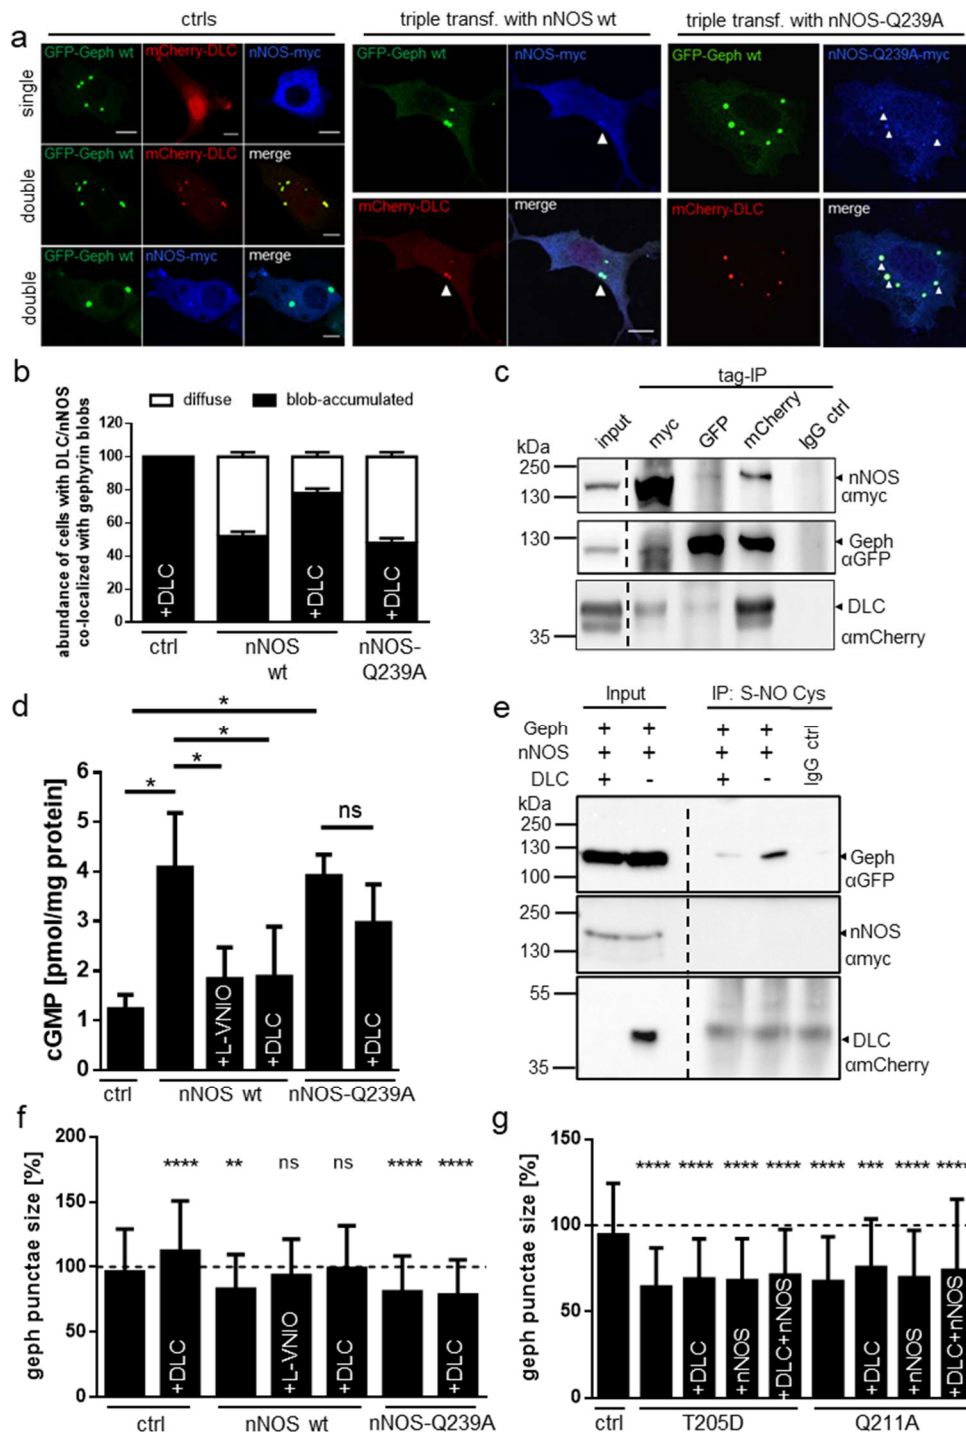 a
ctrls
triple transf. with nNOS wt
triple transf. with nNOS-Q239A
single
GFP-Geph wt
mCherry-DLC
nNOS-myc
double
GFP-Geph wt
mCherry-DLC
merge
double
GFP-Geph wt
nNOS-myc
merge
GFP-Geph wt
nNOS-myc
mCherry-DLC
merge
GFP-Geph wt
nNOS-Q239A-myc
mCherry-DLC
merge
b
diffuse
blob-accumulated
abundance of cells with DLC/nNOS
co-localized with gephyrin blobs
120
100
80
60
40
20
0
+DLC
+DLC
+DLC
ctrl
nNOS
wt
nNOS-
Q239A
c
tag-IP
input
myc
GFP
mCherry
IgG ctrl
kDa
250
130
nNOS
αmyc
130
Geph
αGFP
35
DLC
αmCherry
d
cGMP [pmol/mg protein]
6
5
4
3
2
1
0
*
*
*
*
ns
+L-VNIO
+DLC
+DLC
ctrl
nNOS wt
nNOS-Q239A
e
Input
IP: S-NO Cys
Geph + + + +
nNOS + + + +
DLC + - + -
IgG ctrl
kDa
250
130
100
Geph
αGFP
250
130
nNOS
αmyc
55
35
DLC
αmCherry
f
geph punctae size [%]
200
150
100
50
0
**** ** ns ns **** ****
+DLC
+L-VNIO
+DLC
+DLC
ctrl
nNOS wt
nNOS-Q239A
g
geph punctae size [%]
150
100
50
0
**** **** **** **** **** *** **** ****
+DLC
+nNOS
+DLC+nNOS
+DLC
+nNOS
+DLC+nNOS
ctrl
T205D
Q211A